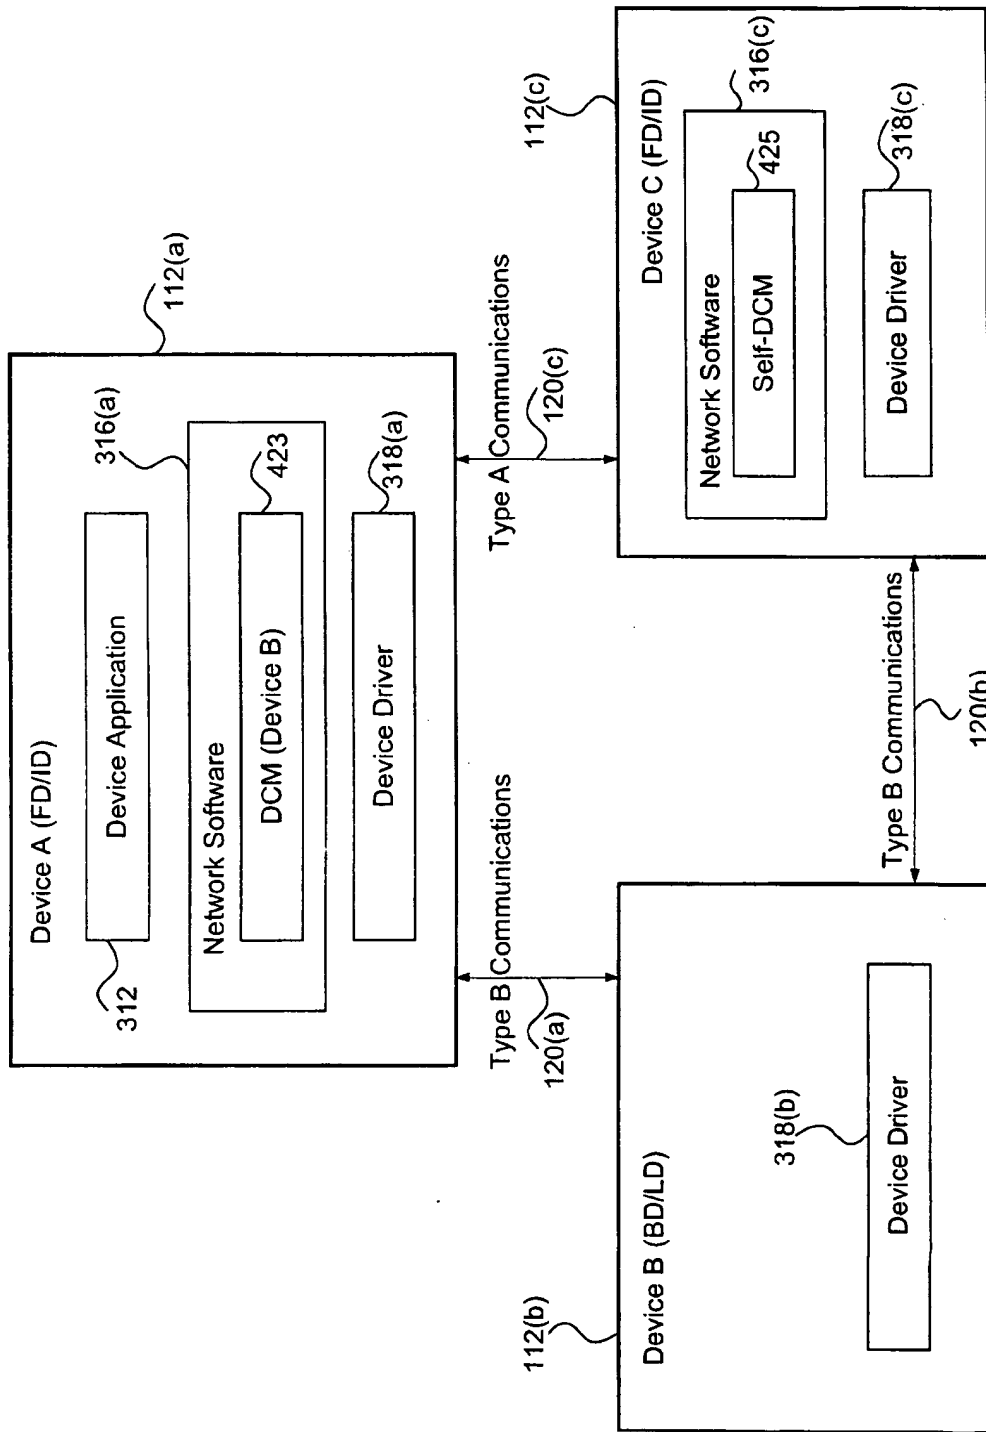 Device A (FD/ID)
112(a)
Device Application
312
316(a)
Network Software
DCM (Device B)
423
Device Driver
318(a)
Type B Communications
120(a)
Type A Communications
120(c)
112(b)
Device B (BD/LD)
318(b)
Device Driver
Type B Communications
120(b)
112(c)
Device C (FD/ID)
316(c)
Network Software
Self-DCM
425
Device Driver
318(c)